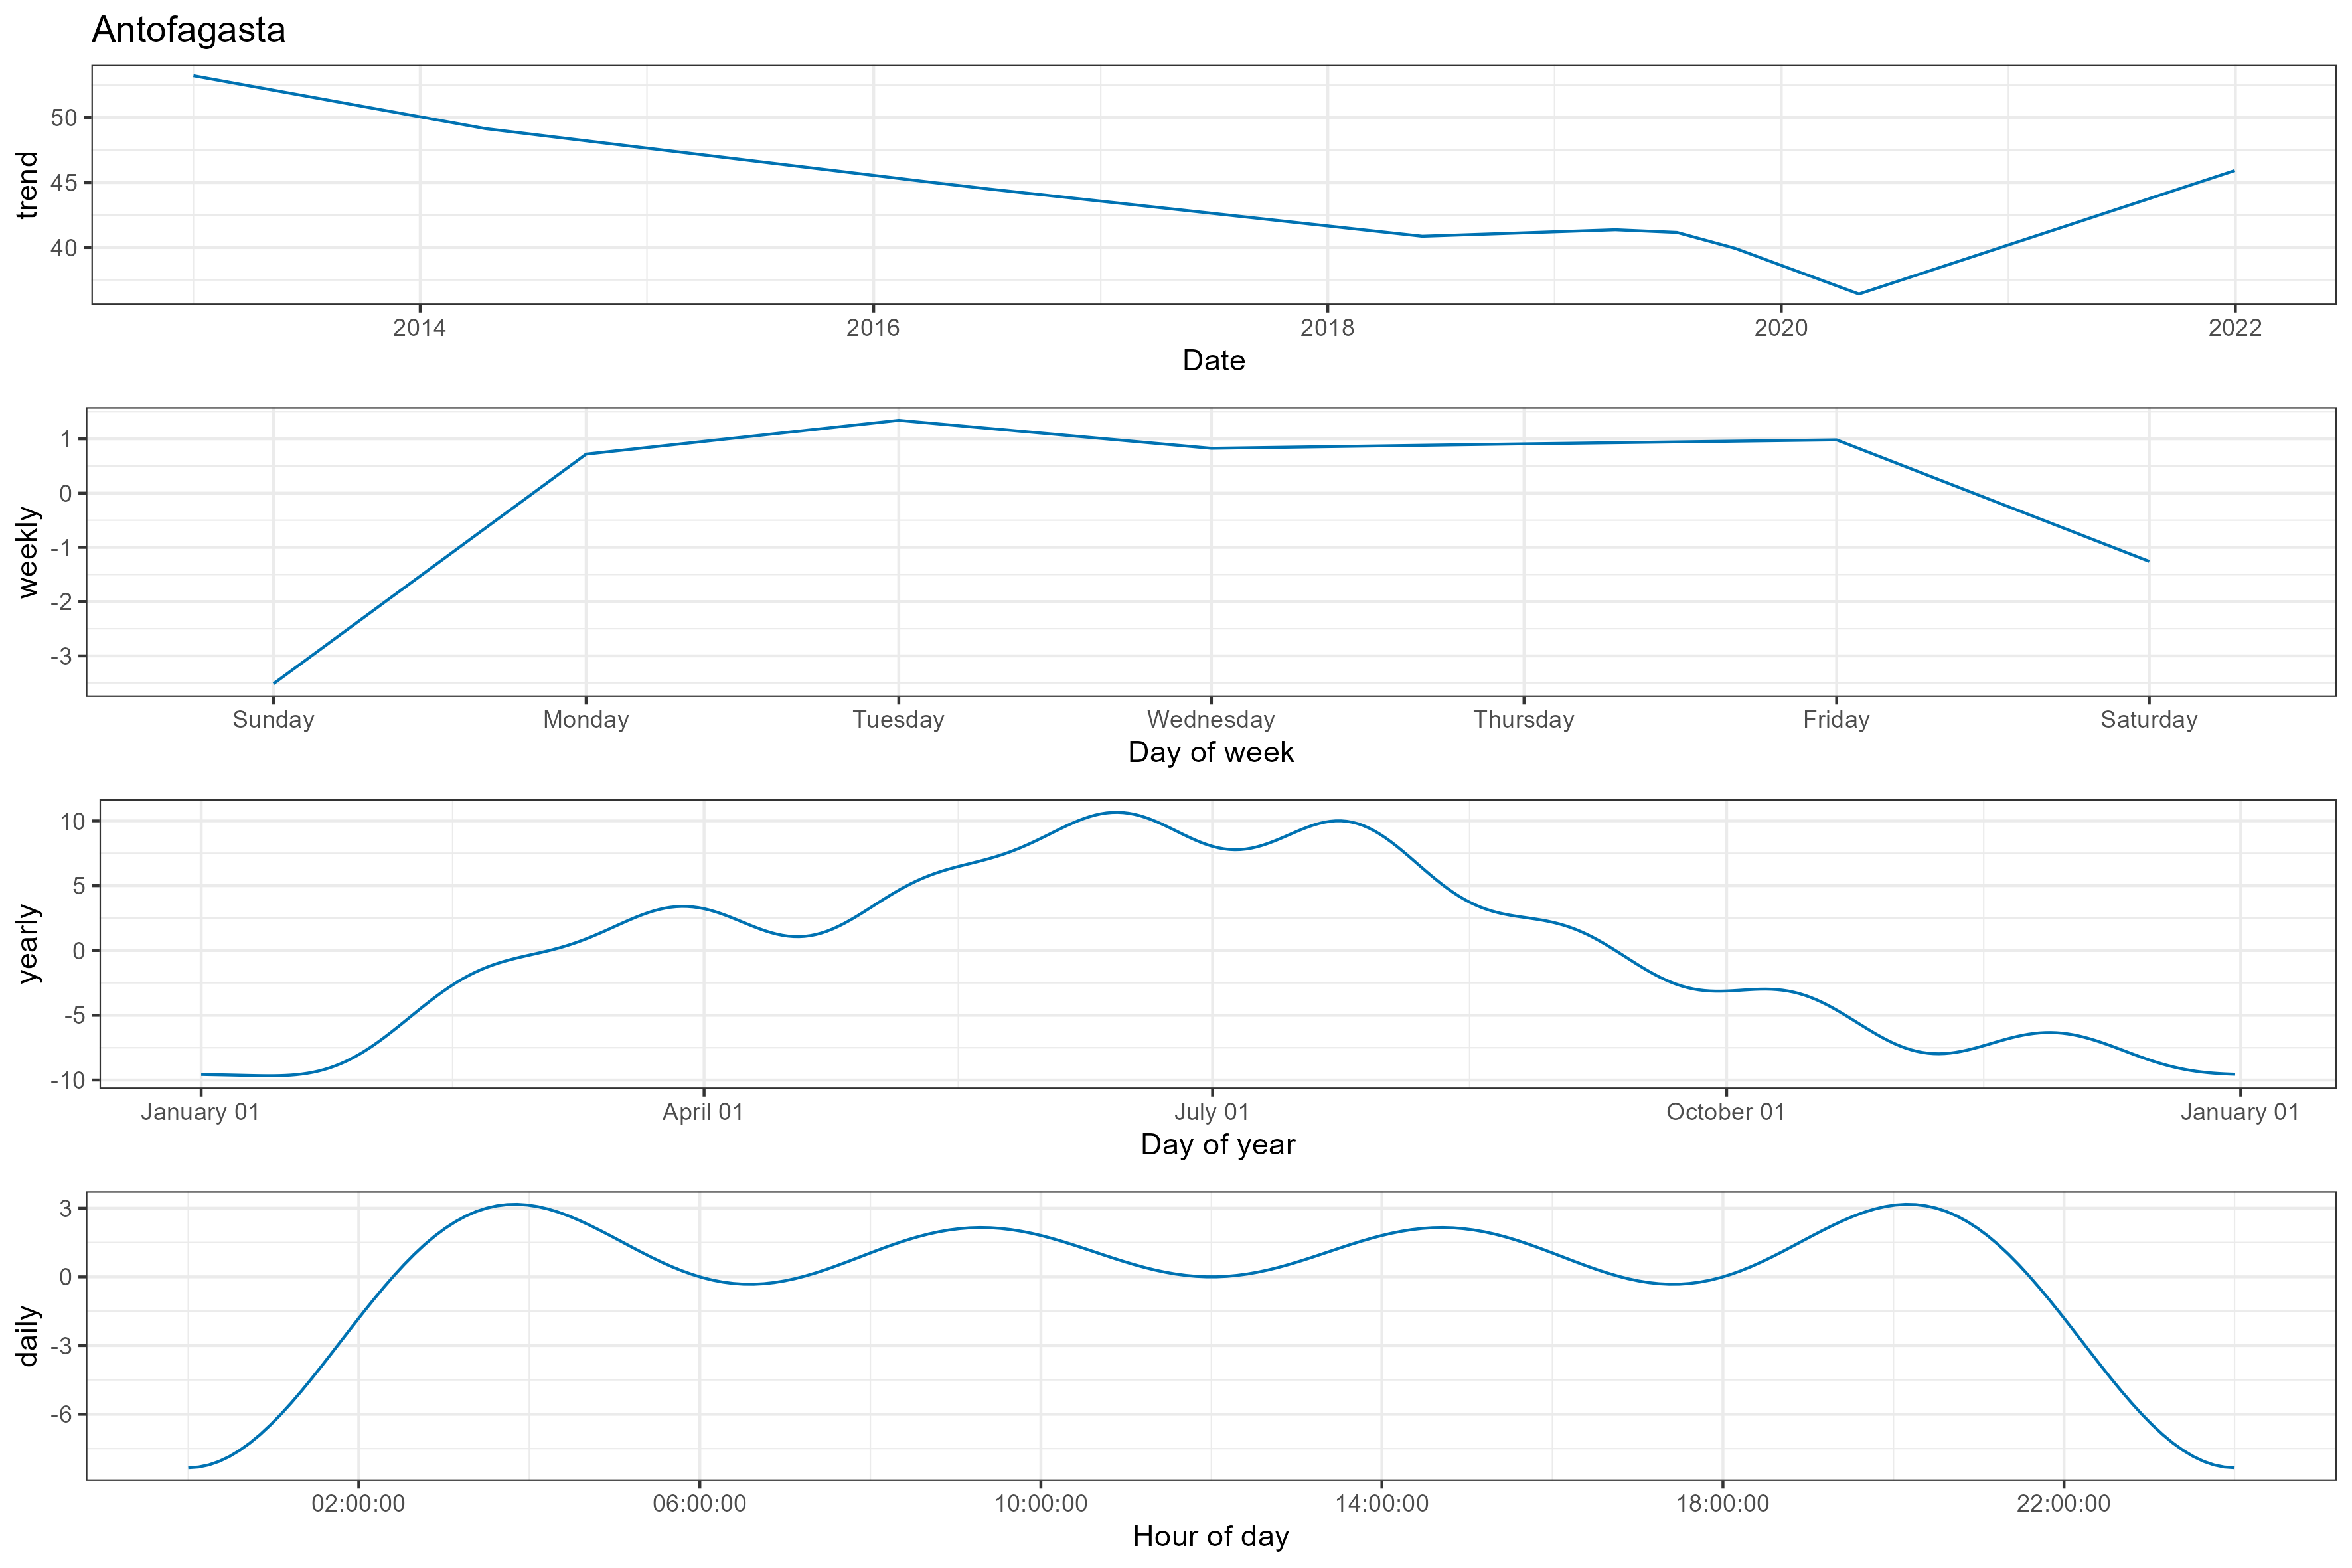 Antofagasta
trend
50
45
40
2014 2016 2018 2020 2022
Date
weekly
1
0
-1
-2
-3
Sunday Monday Tuesday Wednesday Thursday Friday Saturday
Day of week
yearly
10
5
0
-5
-10
January 01 April 01 July 01 October 01 January 01
Day of year
daily
3
0
-3
-6
02:00:00 06:00:00 10:00:00 14:00:00 18:00:00 22:00:00
Hour of day